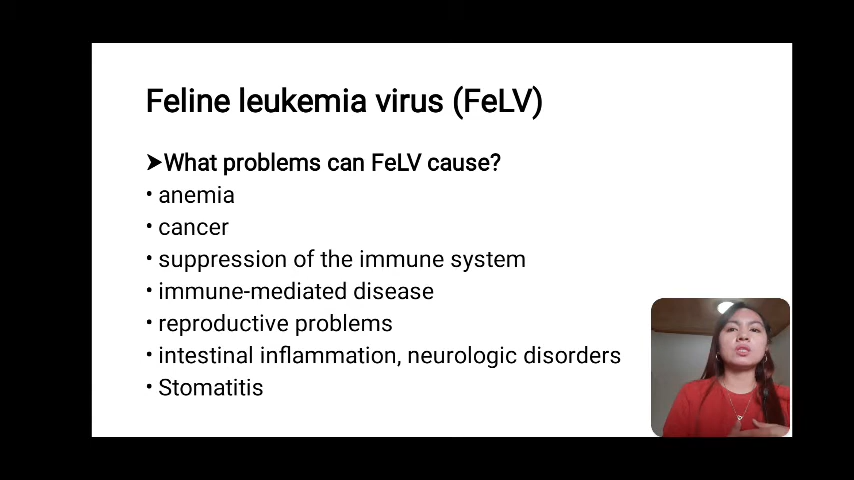 Feline leukemia virus (FeLV)
➤What problems can FeLV cause?
• anemia
• cancer
• suppression of the immune system
• immune-mediated disease
• reproductive problems
• intestinal inflammation, neurologic disorders
• Stomatitis